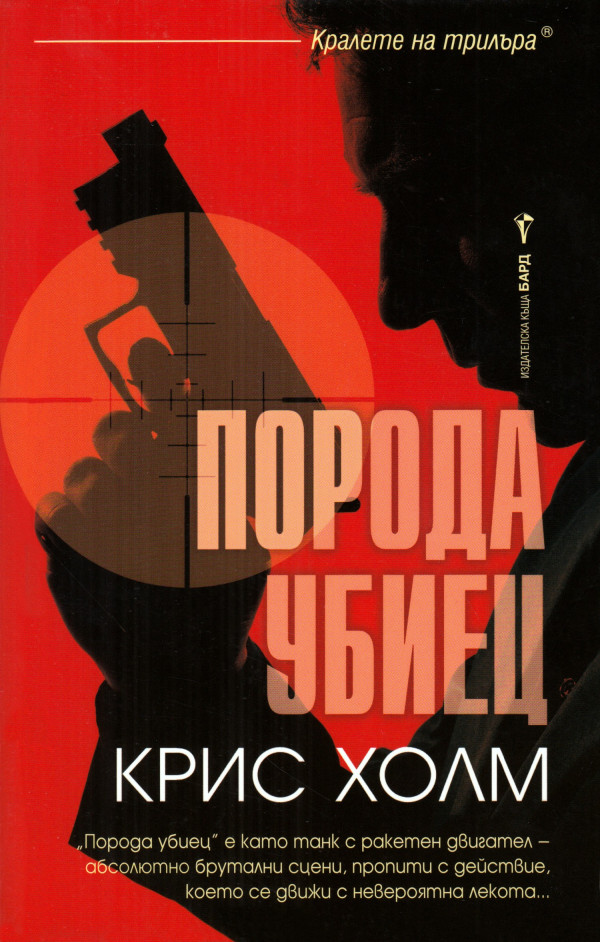 Кралете на трилъра®
ИЗДАТЕЛСКА КЪЩА БАРД
ПОРОДА
УБИЕЦ
КРИС ХОЛМ
„Порода убиец“ е като танк с ракетен двигател –
абсолютно брутални сцени, пропити с действие,
което се движи с невероятна лекота...